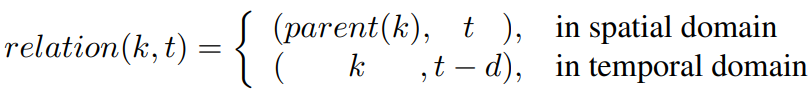 relation(k, t) = { (parent(k), t ), in spatial domain
( k , t − d), in temporal domain